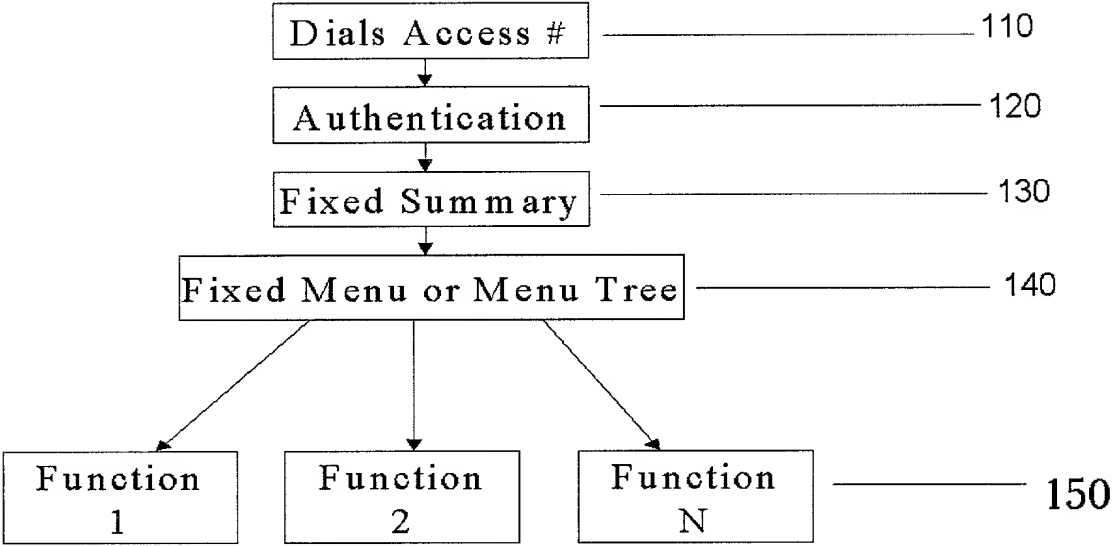 Dials Access # 110
Authentication 120
Fixed Summary 130
Fixed Menu or Menu Tree 140
Function 1
Function 2
Function N
150